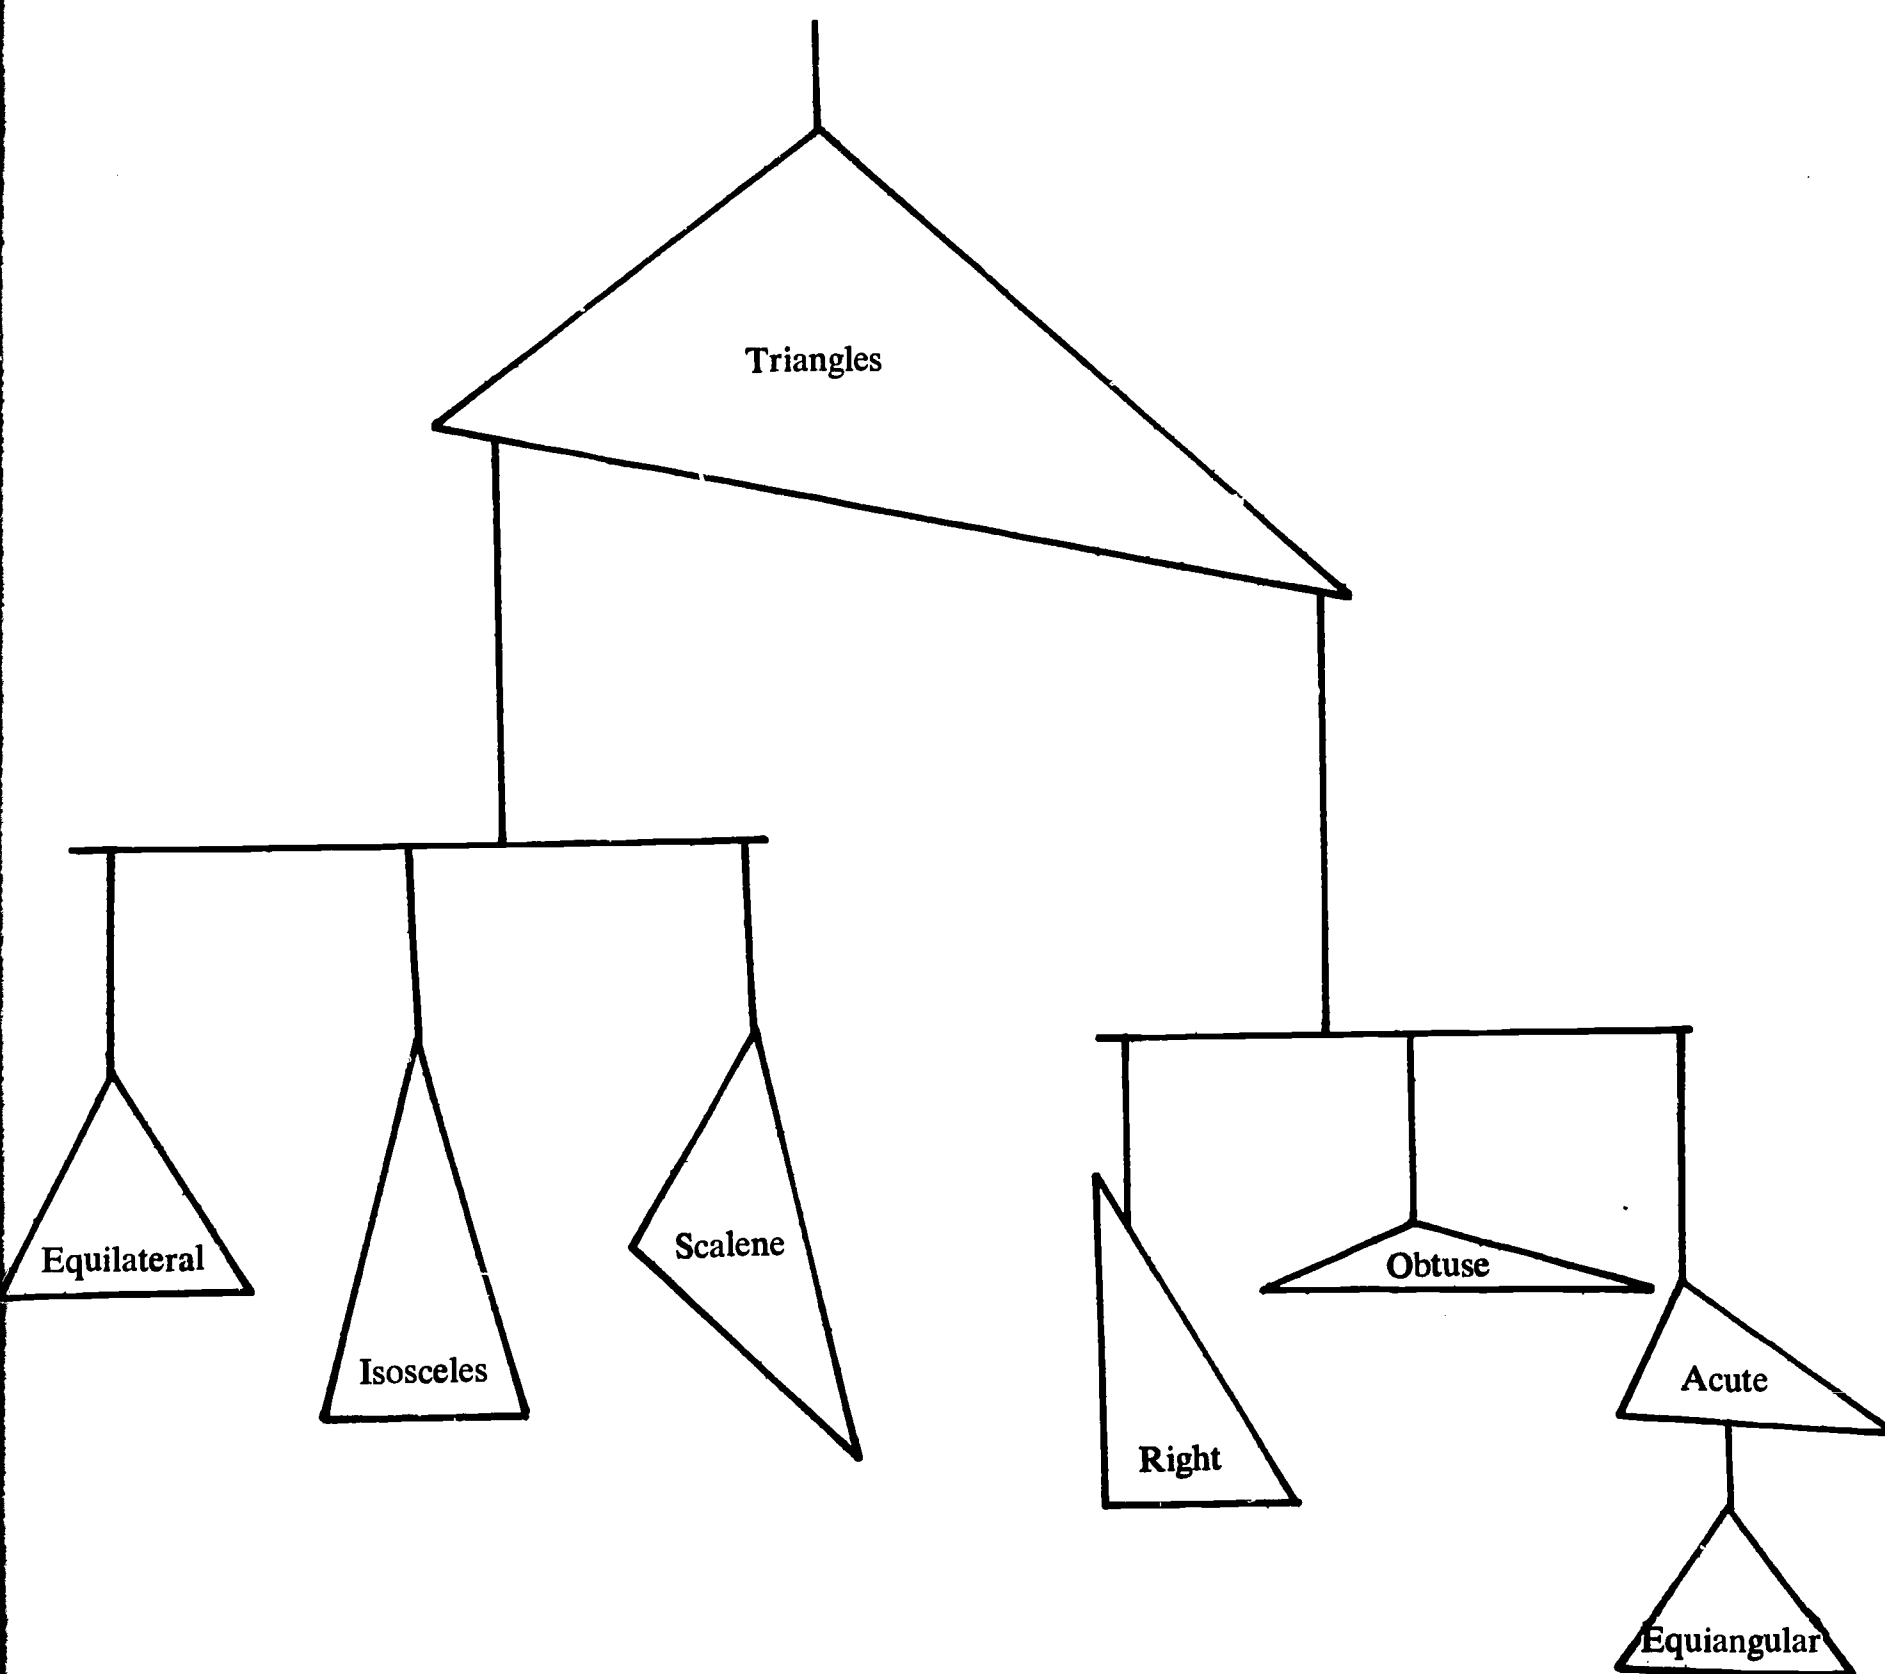 Triangles
Equilateral
Isosceles
Scalene
Right
Obtuse
Acute
Equiangular